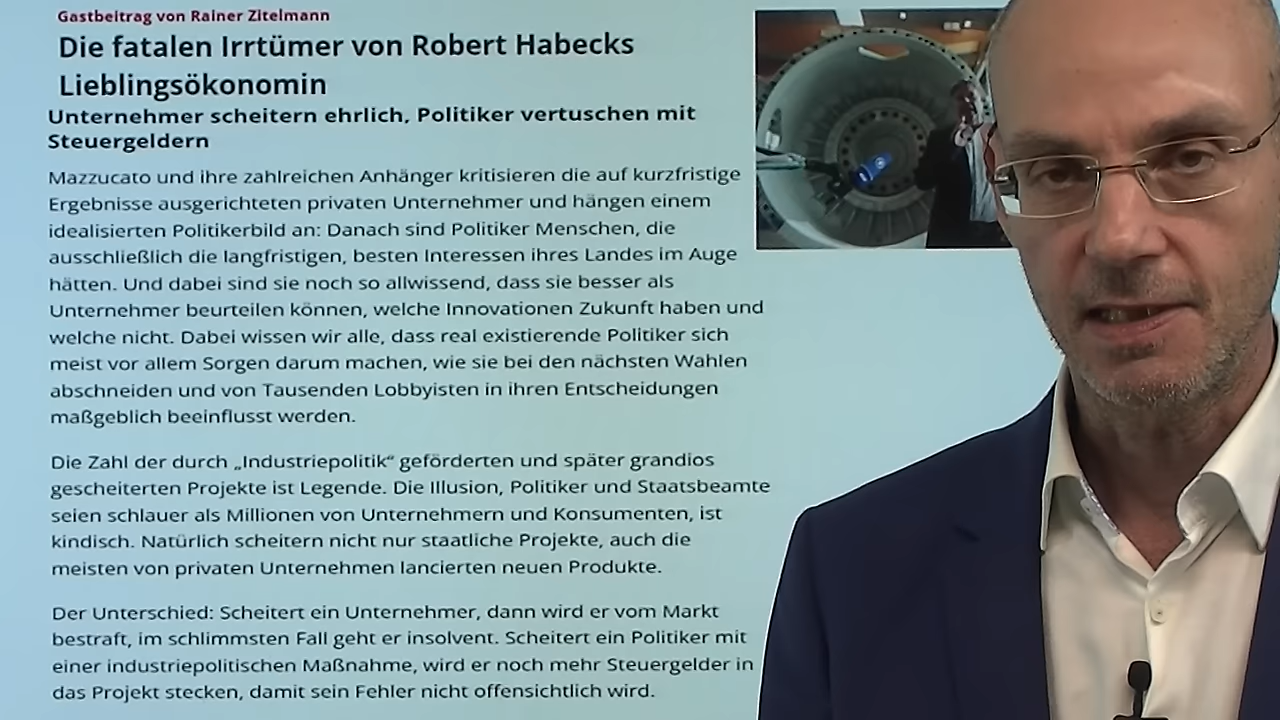 Gastbeitrag von Rainer Zitelmann
Die fatalen Irrtümer von Robert Habecks
Lieblingsökonomin
Unternehmer scheitern ehrlich, Politiker vertuschen mit
Steuergeldern
Mazzucato und ihre zahlreichen Anhänger kritisieren die auf kurzfristige
Ergebnisse ausgerichteten privaten Unternehmer und hängen einem
idealisierten Politikerbild an: Danach sind Politiker Menschen, die
ausschließlich die langfristigen, besten Interessen ihres Landes im Auge
hätten. Und dabei sind sie noch so allwissend, dass sie besser als
Unternehmer beurteilen können, welche Innovationen Zukunft haben und
welche nicht. Dabei wissen wir alle, dass real existierende Politiker sich
meist vor allem Sorgen darum machen, wie sie bei den nächsten Wahlen
abschneiden und von Tausenden Lobbyisten in ihren Entscheidungen
maßgeblich beeinflusst werden.
Die Zahl der durch „Industriepolitik“ geförderten und später grandios
gescheiterten Projekte ist Legende. Die Illusion, Politiker und Staatsbeamte
seien schlauer als Millionen von Unternehmern und Konsumenten, ist
kindisch. Natürlich scheitern nicht nur staatliche Projekte, auch die
meisten von privaten Unternehmen lancierten neuen Produkte.
Der Unterschied: Scheitert ein Unternehmer, dann wird er vom Markt
bestraft, im schlimmsten Fall geht er insolvent. Scheitert ein Politiker mit
einer industriepolitischen Maßnahme, wird er noch mehr Steuergelder in
das Projekt stecken, damit sein Fehler nicht offensichtlich wird.